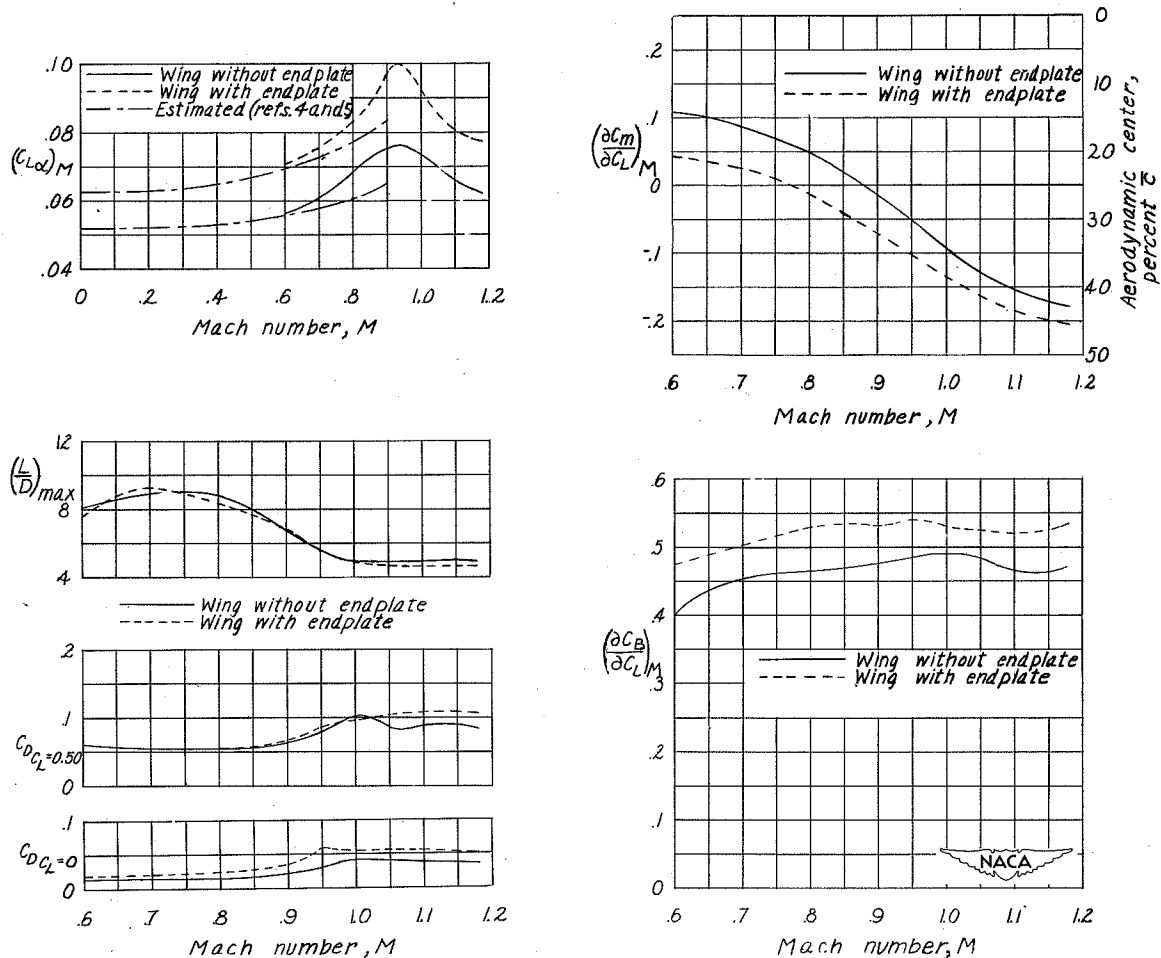 .10
.08
.06
.04
(C_Lα)_M
Wing without endplate
Wing with endplate
Estimated (refs. 4 and 5)
0 .2 .4 .6 .8 1.0 1.2
Mach number, M
.2
.1
0
-.1
-.2
(∂Cm/∂C_L)_M
Wing without endplate
Wing with endplate
0
10
20
30
40
50
Aerodynamic center,
percent c̅
.6 .7 .8 .9 1.0 1.1 1.2
Mach number, M
12
8
4
(L/D)max
Wing without endplate
Wing with endplate
.2
.1
0
C_D C_L=0.50
.1
0
C_D C_L=0
.6 .7 .8 .9 1.0 1.1 1.2
Mach number, M
.6
.5
.4
.3
.2
.1
0
(∂C_B/∂C_L)_M
Wing without endplate
Wing with endplate
NACA
.6 .7 .8 .9 1.0 1.1 1.2
Mach number, M